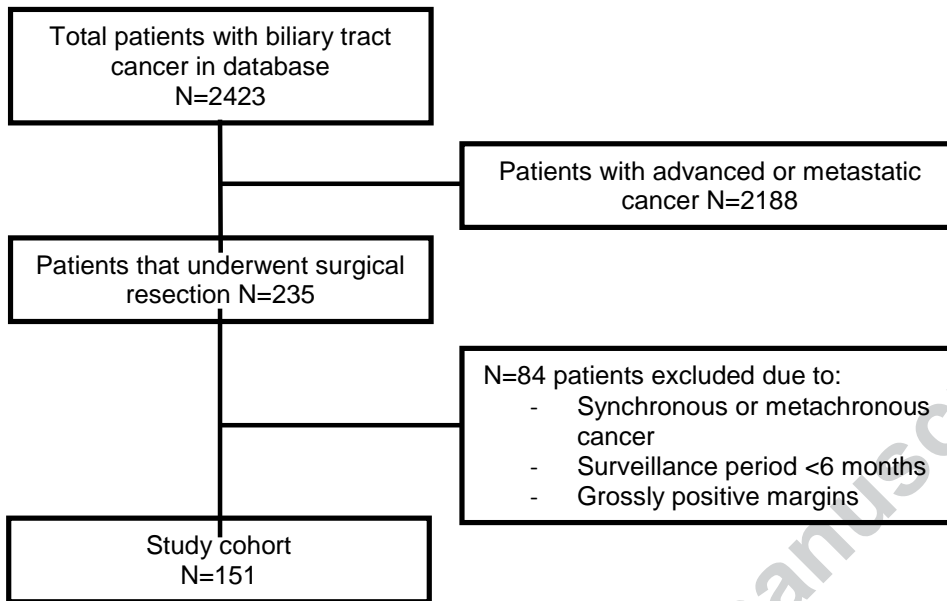 Total patients with biliary tract
cancer in database
N=2423
Patients with advanced or metastatic
cancer N=2188
Patients that underwent surgical
resection N=235
N=84 patients excluded due to:
- Synchronous or metachronous
cancer
- Surveillance period <6 months
- Grossly positive margins
Study cohort
N=151
anusc